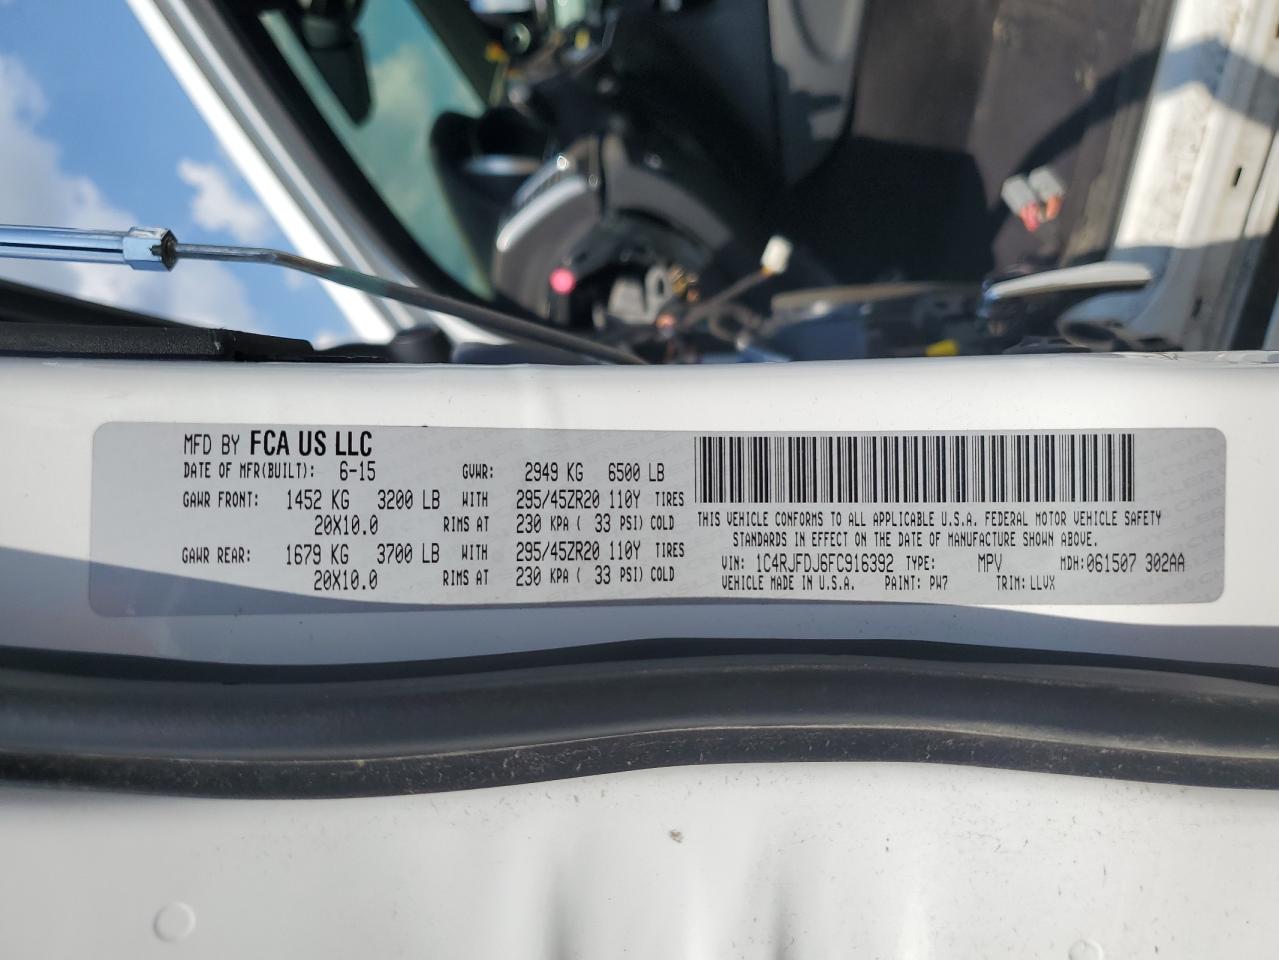 MFD BY FCA US LLC
DATE OF MFR(BUILT): 6-15 GVWR: 2949 KG 6500 LB
GAWR FRONT: 1452 KG 3200 LB WITH 295/45ZR20 110Y TIRES
20X10.0 RIMS AT 230 KPA ( 33 PSI) COLD
GAWR REAR: 1679 KG 3700 LB WITH 295/45ZR20 110Y TIRES
20X10.0 RIMS AT 230 KPA ( 33 PSI) COLD
THIS VEHICLE CONFORMS TO ALL APPLICABLE U.S.A. FEDERAL MOTOR VEHICLE SAFETY
STANDARDS IN EFFECT ON THE DATE OF MANUFACTURE SHOWN ABOVE.
VIN: 1C4RJFDJ6FC916392 TYPE: MPV MDH:061507 302AA
VEHICLE MADE IN U.S.A. PAINT: PW7 TRIM: LLVX